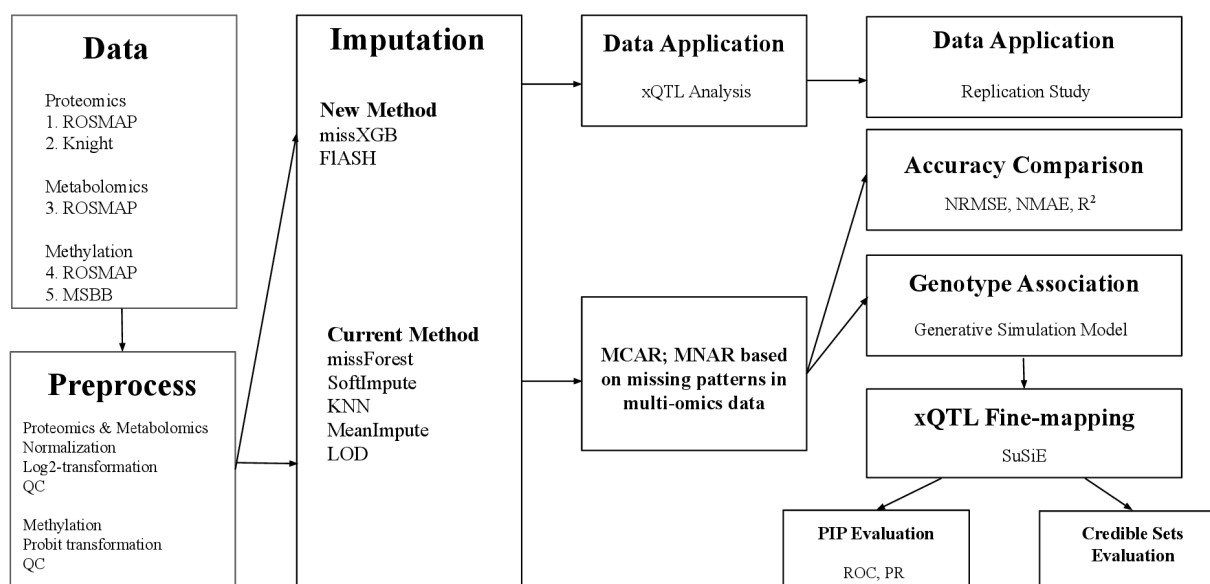 Data
Proteomics
1. ROSMAP
2. Knight
Metabolomics
3. ROSMAP
Methylation
4. ROSMAP
5. MSBB
Preprocess
Proteomics & Metabolomics
Normalization
Log2-transformation
QC
Methylation
Probit transformation
QC
Imputation
New Method
missXGB
FlASH
Current Method
missForest
SoftImpute
KNN
MeanImpute
LOD
Data Application
xQTL Analysis
MCAR; MNAR based
on missing patterns in
multi-omics data
Data Application
Replication Study
Accuracy Comparison
NRMSE, NMAE, R²
Genotype Association
Generative Simulation Model
xQTL Fine-mapping
SuSiE
PIP Evaluation
ROC, PR
Credible Sets
Evaluation